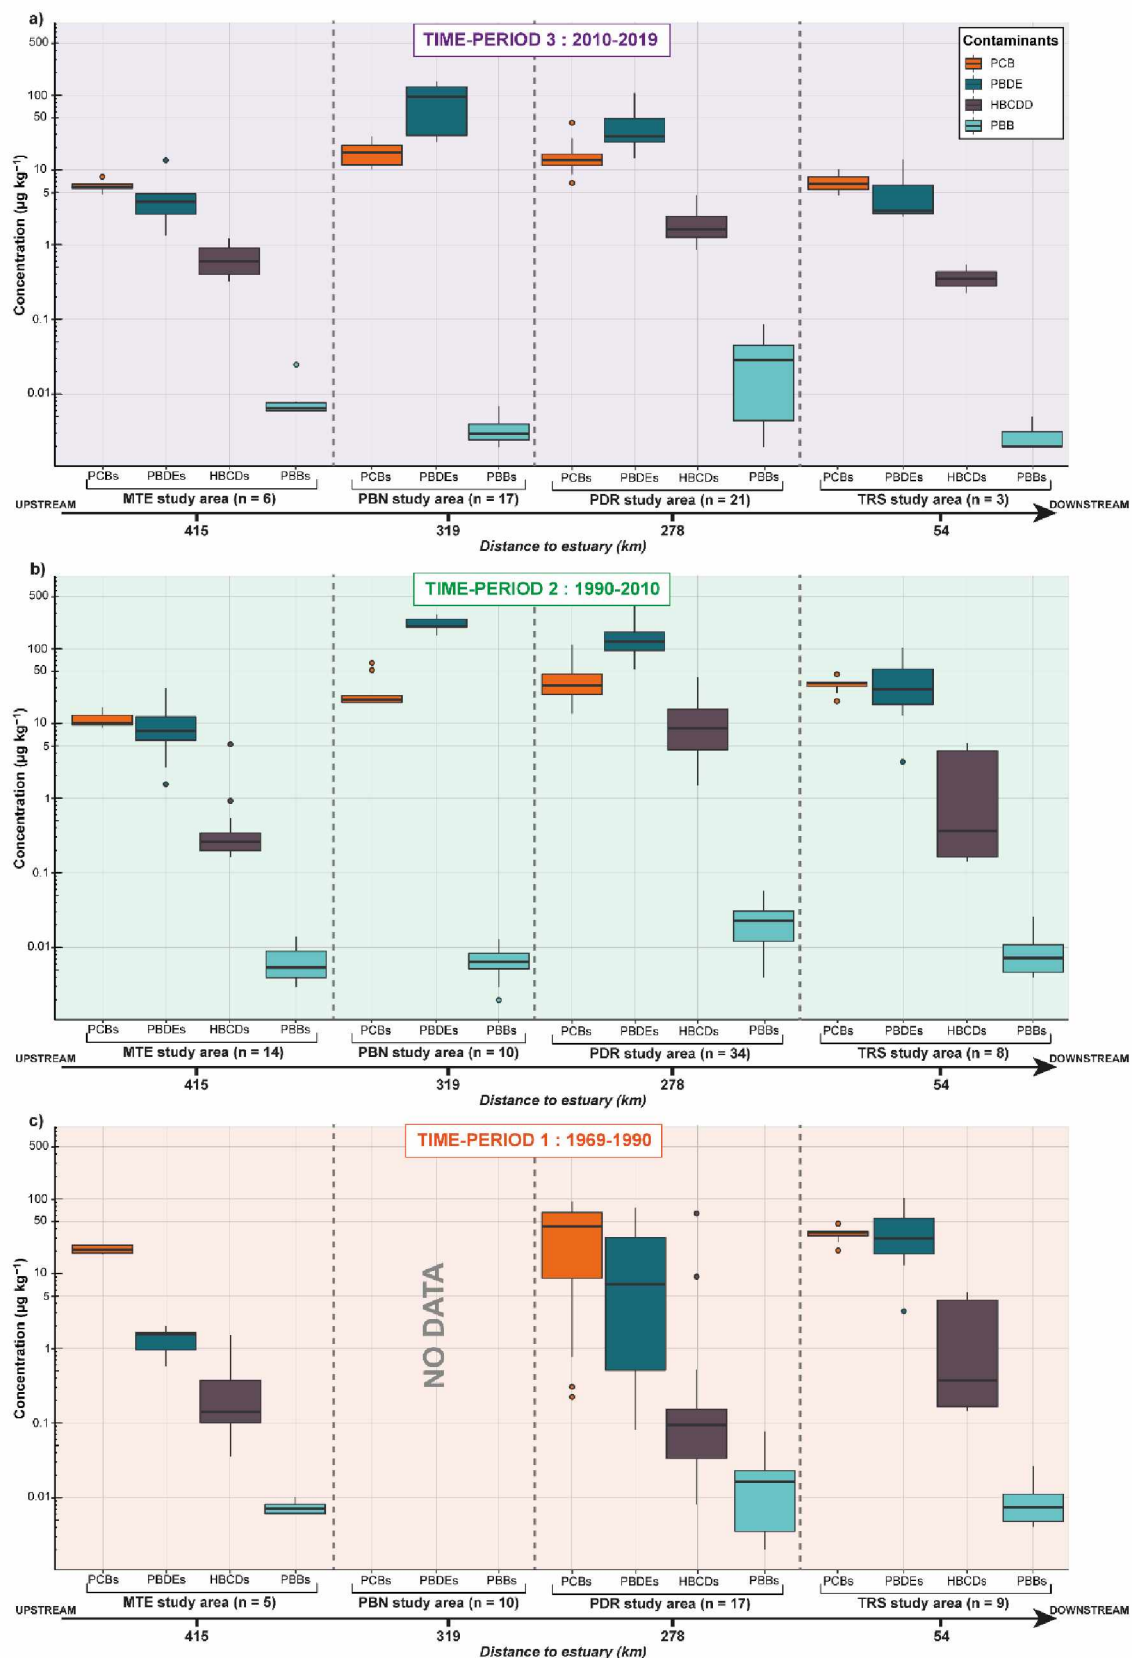 a)
TIME-PERIOD 3 : 2010-2019
Contaminants
PCB
PBDE
HBCDD
PBB
Concentration (µg kg⁻¹)
500
100
50
10
5
1
0.1
0.01
PCBs PBDEs HBCDs PBBs PCBs PBDEs PBBs PCBs PBDEs HBCDs PBBs PCBs PBDEs HBCDs PBBs
MTE study area (n = 6) PBN study area (n = 17) PDR study area (n = 21) TRS study area (n = 3)
UPSTREAM DOWNSTREAM
415 319 278 54
Distance to estuary (km)
b)
TIME-PERIOD 2 : 1990-2010
Concentration (µg kg⁻¹)
500
100
50
10
5
1
0.1
0.01
PCBs PBDEs HBCDs PBBs PCBs PBDEs PBBs PCBs PBDEs HBCDs PBBs PCBs PBDEs HBCDs PBBs
MTE study area (n = 14) PBN study area (n = 10) PDR study area (n = 34) TRS study area (n = 8)
UPSTREAM DOWNSTREAM
415 319 278 54
Distance to estuary (km)
c)
TIME-PERIOD 1 : 1969-1990
Concentration (µg kg⁻¹)
500
100
50
10
5
1
0.1
0.01
NO DATA
PCBs PBDEs HBCDs PBBs PCBs PBDEs PBBs PCBs PBDEs HBCDs PBBs PCBs PBDEs HBCDs PBBs
MTE study area (n = 5) PBN study area (n = 10) PDR study area (n = 17) TRS study area (n = 9)
UPSTREAM DOWNSTREAM
415 319 278 54
Distance to estuary (km)